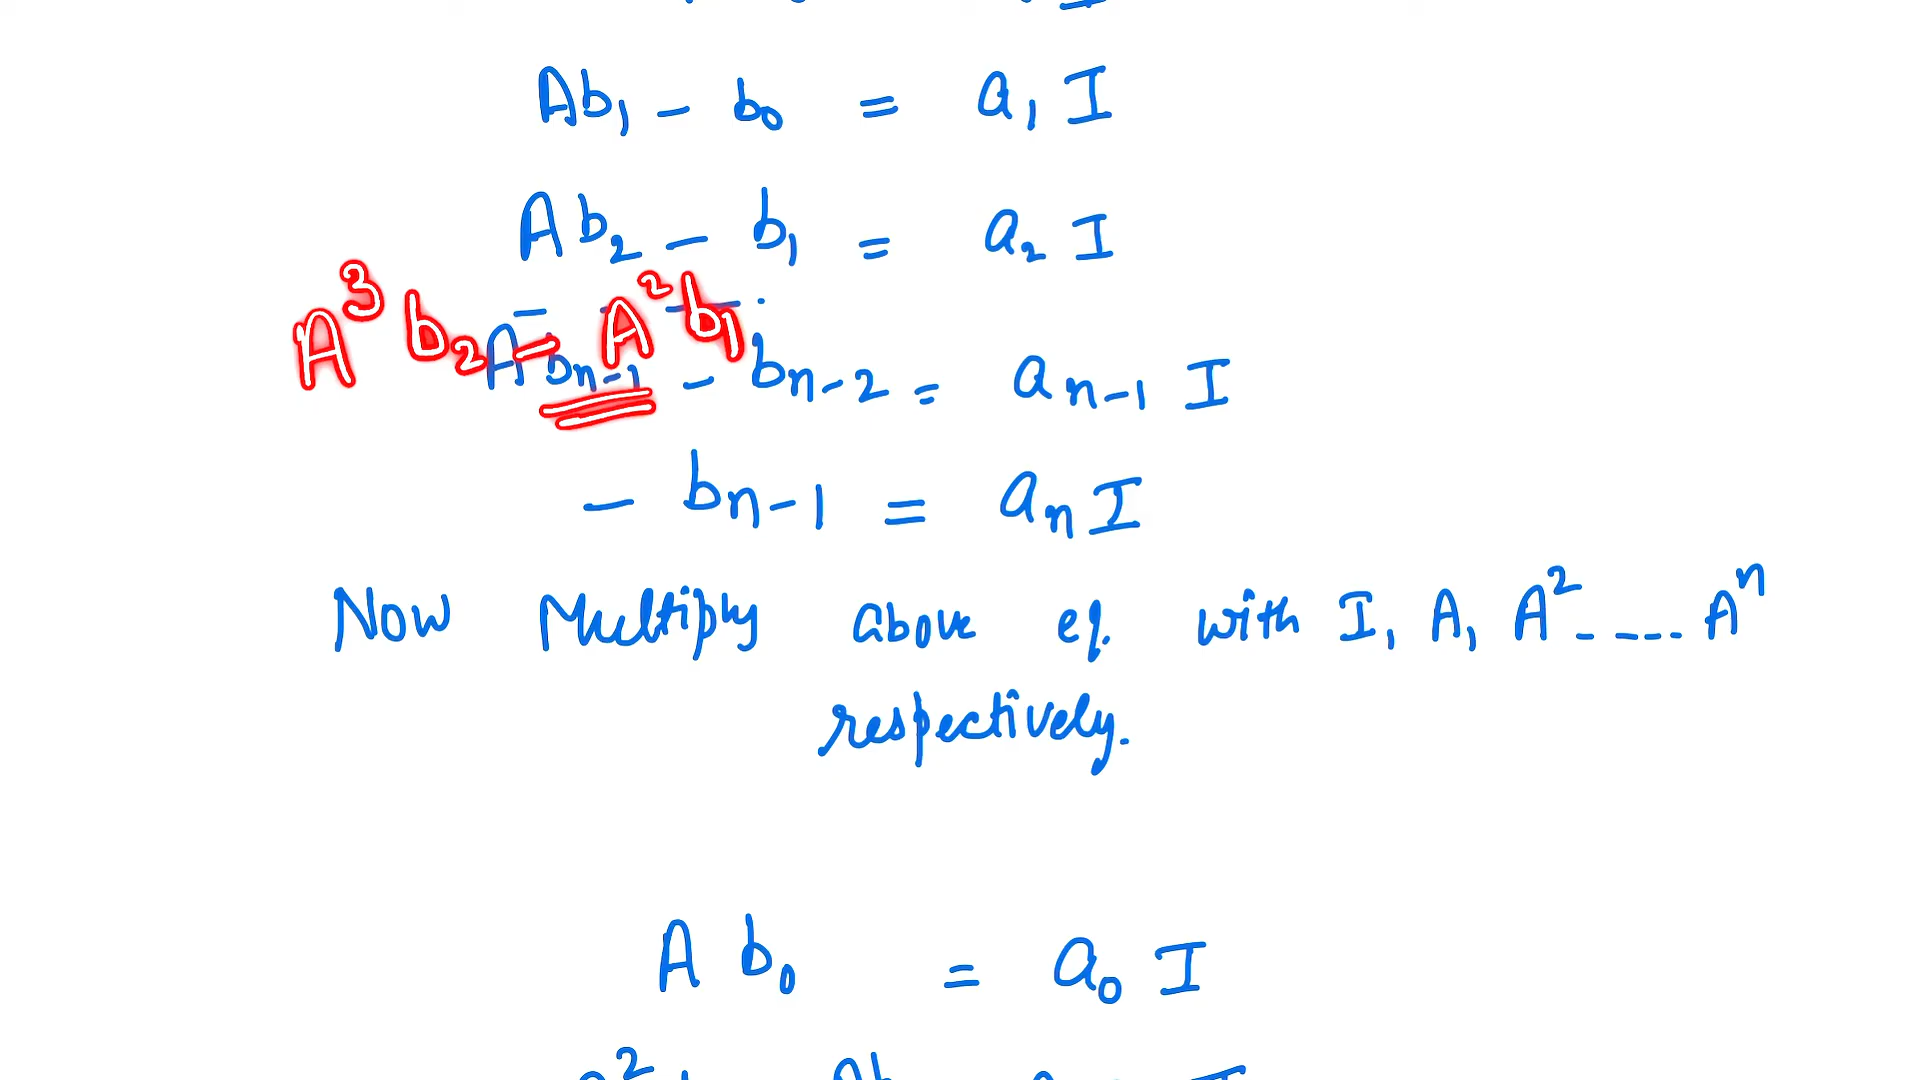 Ab₁ - b₀ = a₁ I
Ab₂ - b₁ = a₂ I
A³ b₂ - A² b₁
A bₙ₋₁ - bₙ₋₂ = aₙ₋₁ I
- bₙ₋₁ = aₙ I
Now Multiply above eq. with I, A, A² - - - - Aⁿ
respectively.
A b₀ = a₀ I